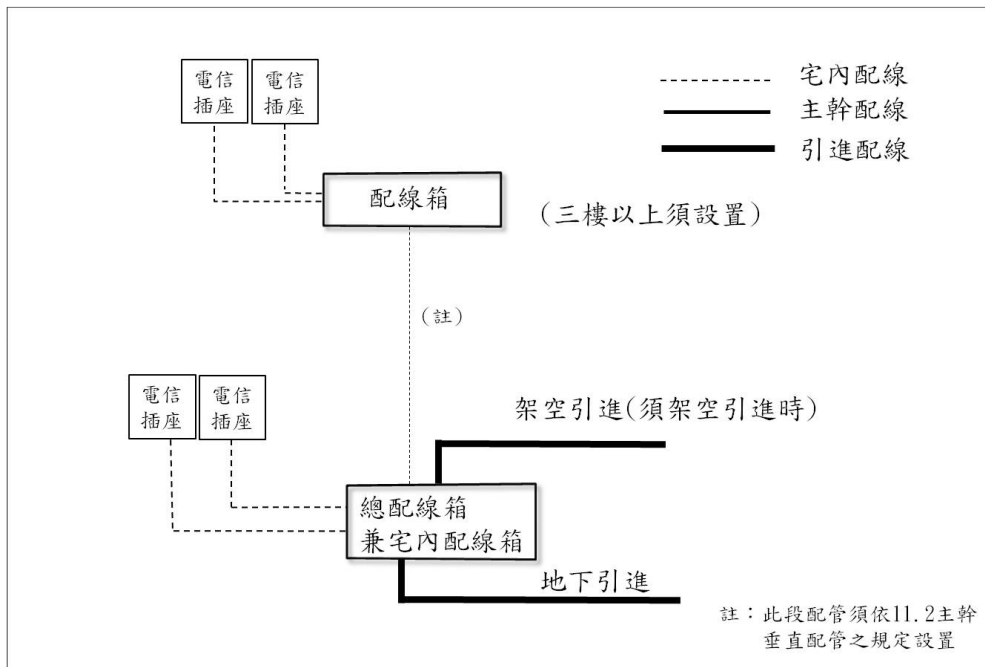 電信
插座
電信
插座
宅內配線
主幹配線
引進配線
配線箱
(三樓以上須設置)
(註)
電信
插座
電信
插座
架空引進(須架空引進時)
總配線箱
兼宅內配線箱
地下引進
註：此段配管須依11.2主幹
垂直配管之規定設置